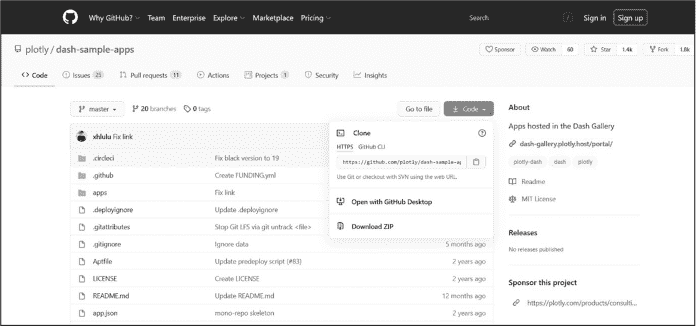 Why GitHub? Team Enterprise Explore Marketplace Pricing Search / Sign in Sign up
plotly / dash-sample-apps Sponsor Watch 60 Star 1.4k Fork 1.8k
Code Issues 25 Pull requests 11 Actions Projects 1 Security Insights
master 20 branches 0 tags Go to file Code
xhlulu Fix link
.circleci Fix black version to 19
.github Create FUNDING.yml
apps Fix link
.deployignore Update .deployignore
.gitattributes Stop Git LFS via git untrack <file>
.gitignore Ignore data 5 months ago
Aptfile Update predeploy script (#83) 2 years ago
LICENSE Create LICENSE 2 years ago
README.md Update README.md 12 months ago
app.json mono-repo skeleton 2 years ago
Clone
HTTPS GitHub CLI
https://github.com/plotly/dash-sample-ap
Use Git or checkout with SVN using the web URL.
Open with GitHub Desktop
Download ZIP
About
Apps hosted in the Dash Gallery
dash-gallery.plotly.host/portal/
plotly-dash dash plotly
Readme
MIT License
Releases
No releases published
Sponsor this project
https://plotly.com/products/consulti...